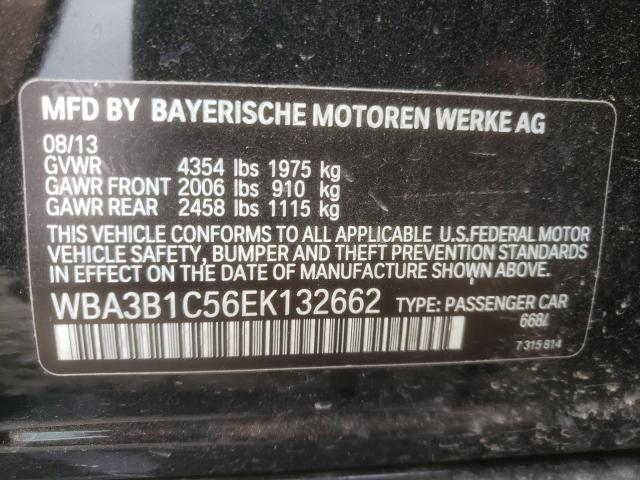 MFD BY BAYERISCHE MOTOREN WERKE AG
08/13
GVWR 4354 lbs 1975 kg
GAWR FRONT 2006 lbs 910 kg
GAWR REAR 2458 lbs 1115 kg
THIS VEHICLE CONFORMS TO ALL APPLICABLE U.S.FEDERAL MOTOR
VEHICLE SAFETY, BUMPER AND THEFT PREVENTION STANDARDS
IN EFFECT ON THE DATE OF MANUFACTURE SHOWN ABOVE.
WBA3B1C56EK132662 TYPE: PASSENGER CAR
668/
7 315 814